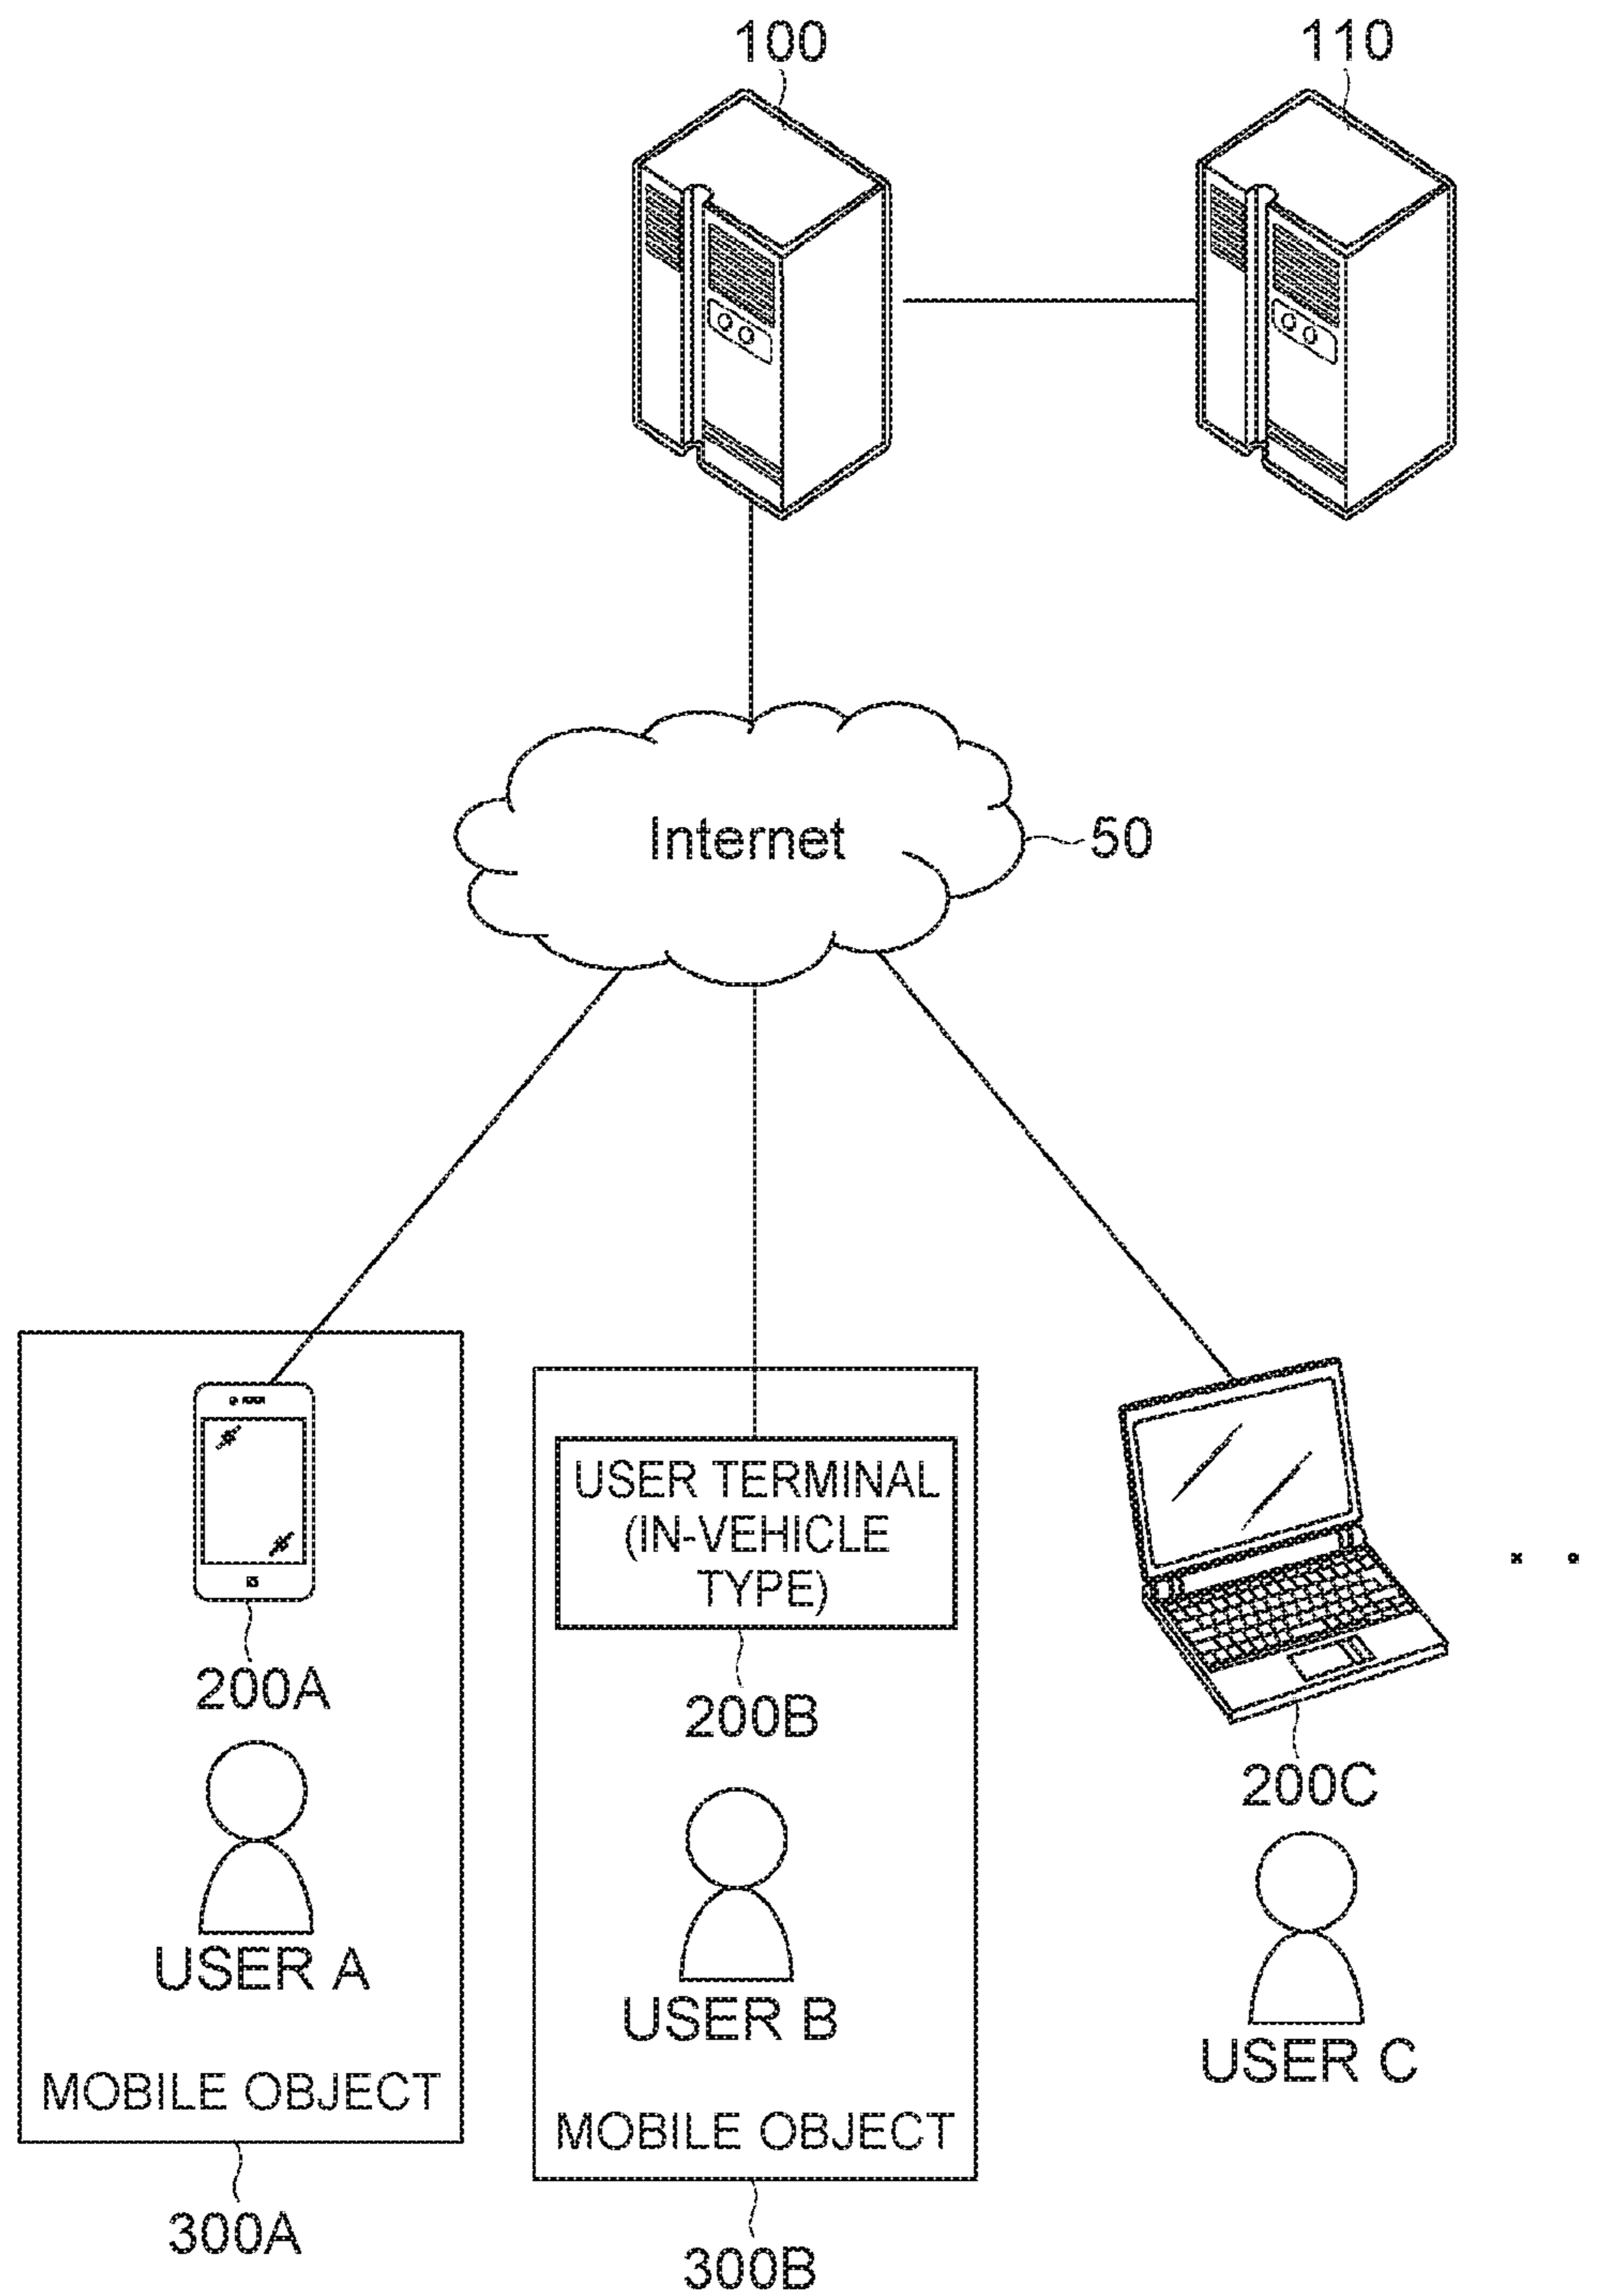 100
110
Internet
50
USER TERMINAL
(IN-VEHICLE
TYPE)
200A
200B
200C
USER A
USER B
USER C
MOBILE OBJECT
MOBILE OBJECT
300A
300B